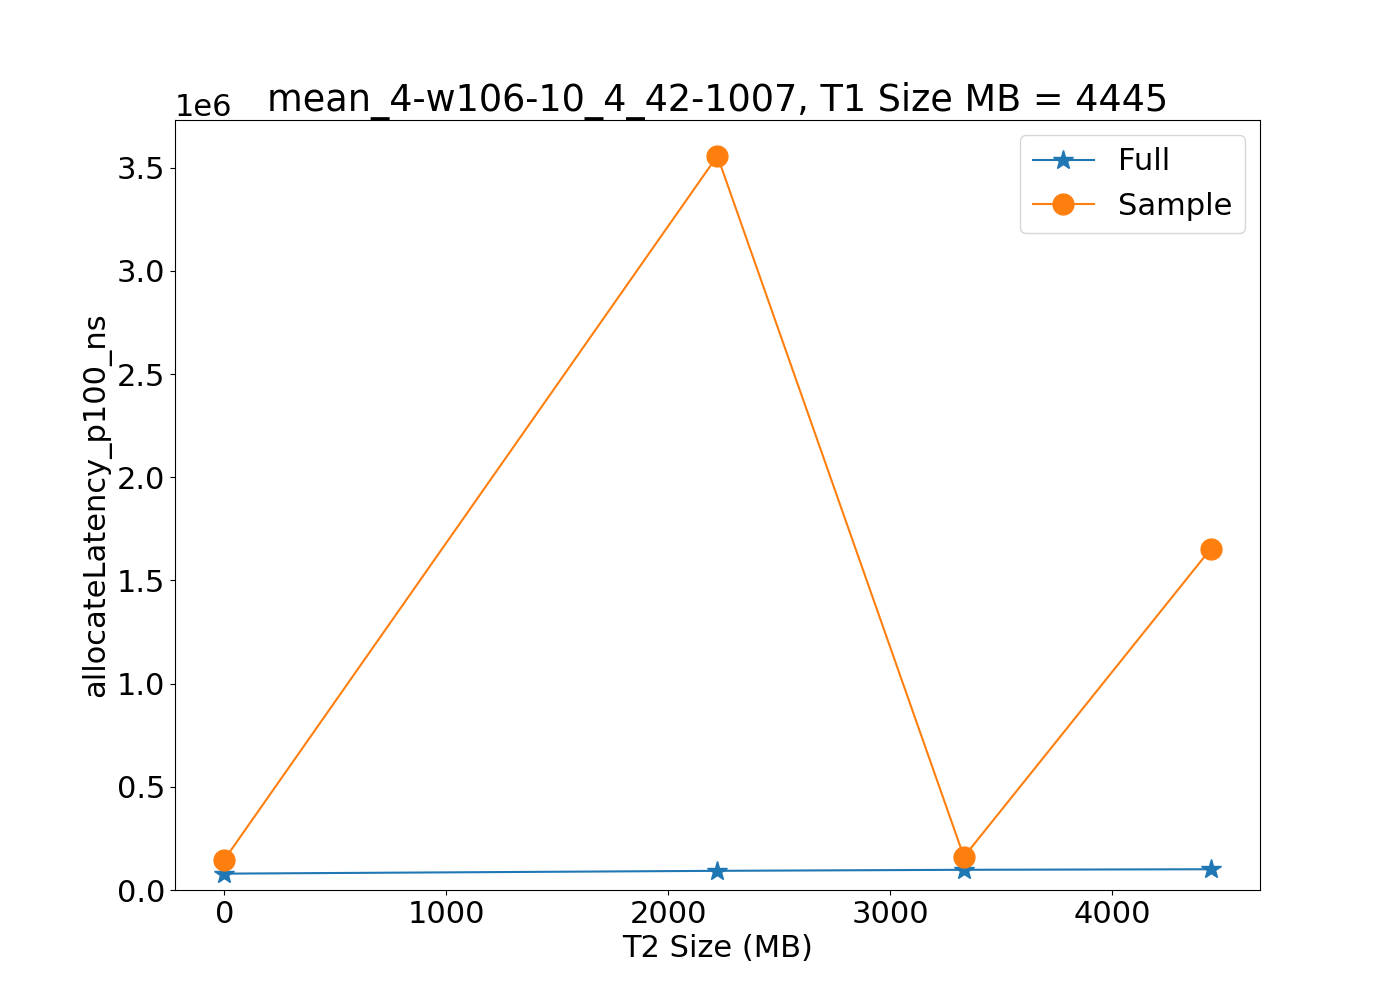 1e6
mean_4-w106-10_4_42-1007, T1 Size MB = 4445
Full
Sample
3.5
3.0
2.5
2.0
1.5
1.0
0.5
0.0
allocateLatency_p100_ns
0 1000 2000 3000 4000
T2 Size (MB)